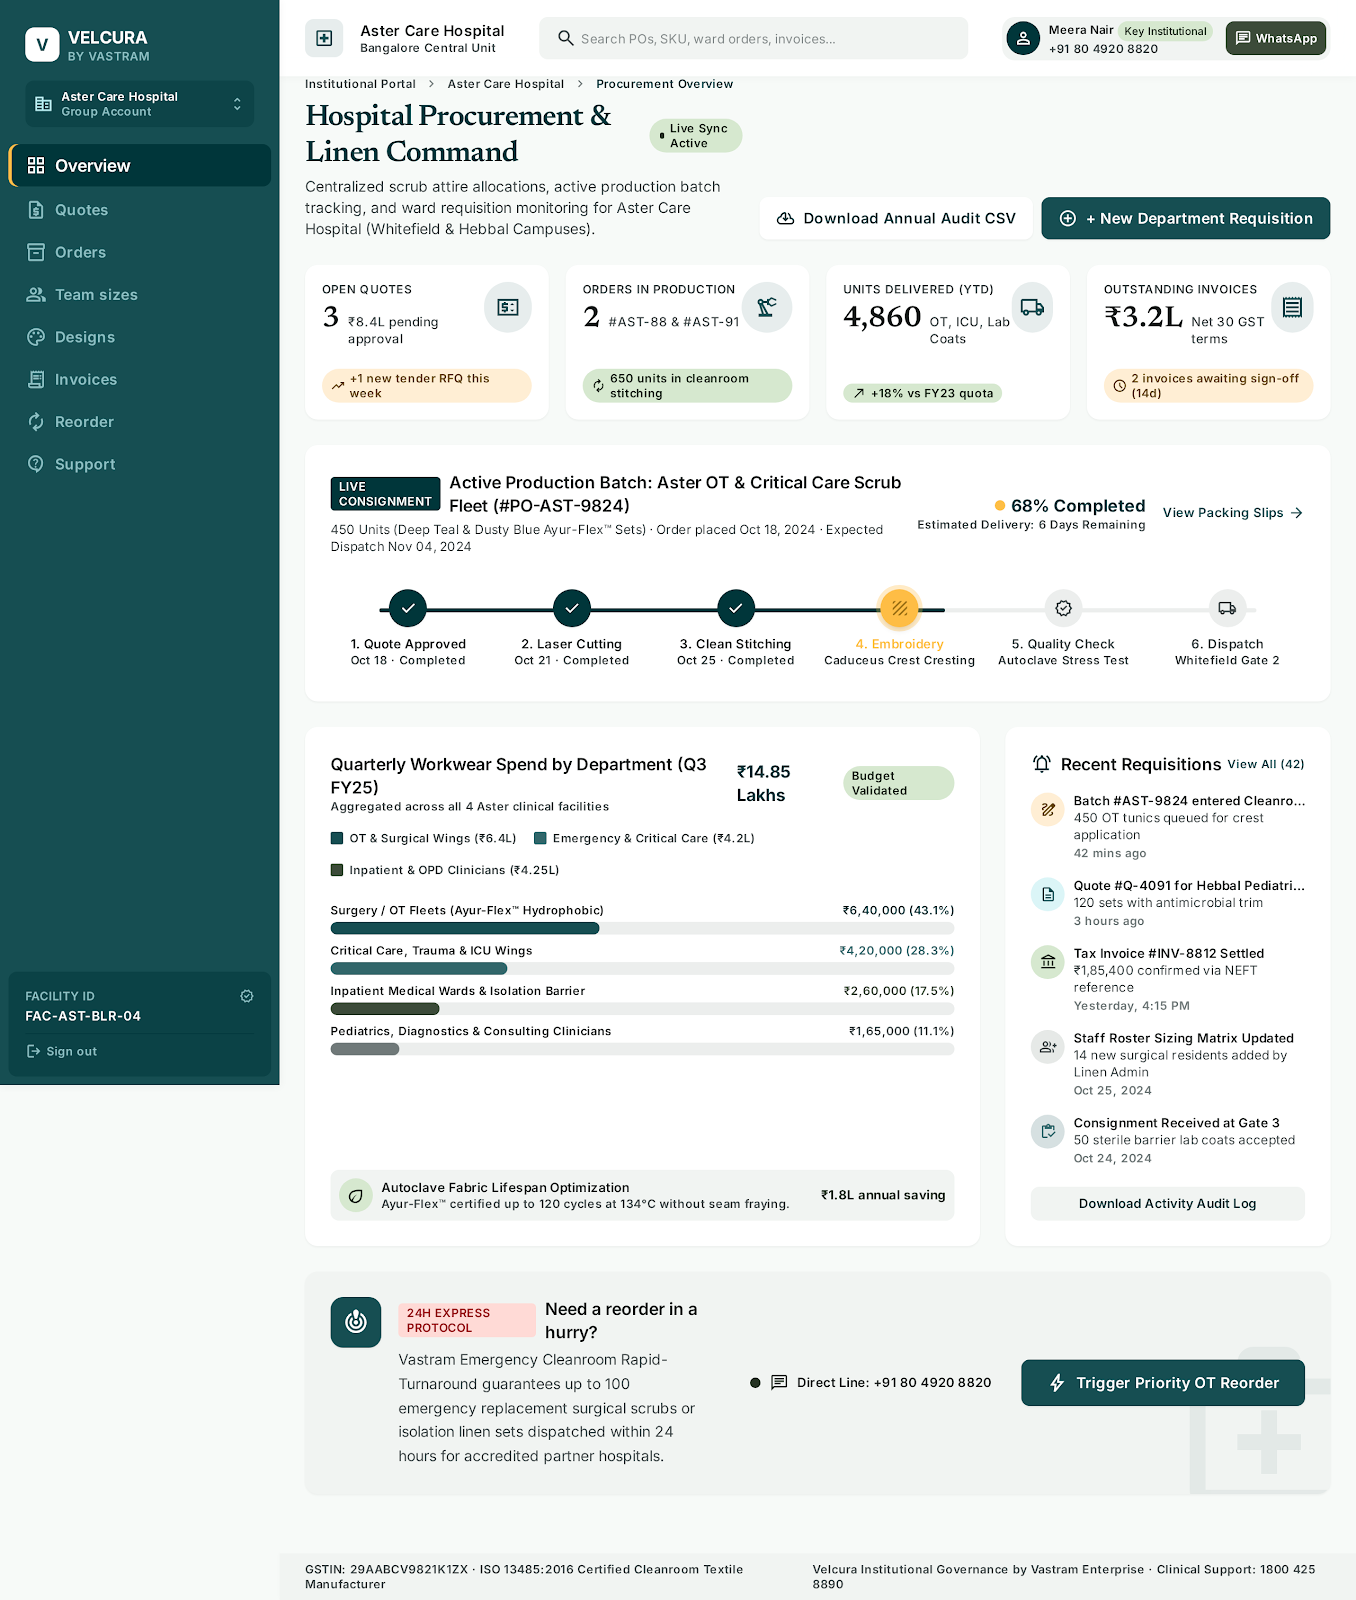 V
VELCURA
BY VASTRAM
Aster Care Hospital
Group Account
Overview
Quotes
Orders
Team sizes
Designs
Invoices
Reorder
Support
FACILITY ID
FAC-AST-BLR-04
Sign out
Aster Care Hospital
Bangalore Central Unit
Search POs, SKU, ward orders, invoices...
Meera Nair
Key Institutional
+91 80 4920 8820
WhatsApp
Institutional Portal > Aster Care Hospital > Procurement Overview
Hospital Procurement &
Linen Command
Live Sync
Active
Centralized scrub attire allocations, active production batch
tracking, and ward requisition monitoring for Aster Care
Hospital (Whitefield & Hebbal Campuses).
Download Annual Audit CSV
+ New Department Requisition
OPEN QUOTES
3 ₹8.4L pending
approval
+1 new tender RFQ this
week
ORDERS IN PRODUCTION
2 #AST-88 & #AST-91
650 units in cleanroom
stitching
UNITS DELIVERED (YTD)
4,860 OT, ICU, Lab
Coats
+18% vs FY23 quota
OUTSTANDING INVOICES
₹3.2L Net 30 GST
terms
2 invoices awaiting sign-off
(14d)
LIVE
CONSIGNMENT
Active Production Batch: Aster OT & Critical Care Scrub
Fleet (#PO-AST-9824)
450 Units (Deep Teal & Dusty Blue Ayur-Flex™ Sets) · Order placed Oct 18, 2024 · Expected
Dispatch Nov 04, 2024
68% Completed
Estimated Delivery: 6 Days Remaining
View Packing Slips →
1. Quote Approved
Oct 18 · Completed
2. Laser Cutting
Oct 21 · Completed
3. Clean Stitching
Oct 25 · Completed
4. Embroidery
Caduceus Crest Cresting
5. Quality Check
Autoclave Stress Test
6. Dispatch
Whitefield Gate 2
Quarterly Workwear Spend by Department (Q3
FY25)
Aggregated across all 4 Aster clinical facilities
₹14.85
Lakhs
Budget
Validated
OT & Surgical Wings (₹6.4L)
Emergency & Critical Care (₹4.2L)
Inpatient & OPD Clinicians (₹4.25L)
Surgery / OT Fleets (Ayur-Flex™ Hydrophobic) ₹6,40,000 (43.1%)
Critical Care, Trauma & ICU Wings ₹4,20,000 (28.3%)
Inpatient Medical Wards & Isolation Barrier ₹2,60,000 (17.5%)
Pediatrics, Diagnostics & Consulting Clinicians ₹1,65,000 (11.1%)
Autoclave Fabric Lifespan Optimization
Ayur-Flex™ certified up to 120 cycles at 134°C without seam fraying.
₹1.8L annual saving
Recent Requisitions
View All (42)
Batch #AST-9824 entered Cleanro...
450 OT tunics queued for crest
application
42 mins ago
Quote #Q-4091 for Hebbal Pediatri...
120 sets with antimicrobial trim
3 hours ago
Tax Invoice #INV-8812 Settled
₹1,85,400 confirmed via NEFT
reference
Yesterday, 4:15 PM
Staff Roster Sizing Matrix Updated
14 new surgical residents added by
Linen Admin
Oct 25, 2024
Consignment Received at Gate 3
50 sterile barrier lab coats accepted
Oct 24, 2024
Download Activity Audit Log
24H EXPRESS
PROTOCOL
Need a reorder in a
hurry?
Vastram Emergency Cleanroom Rapid-
Turnaround guarantees up to 100
emergency replacement surgical scrubs or
isolation linen sets dispatched within 24
hours for accredited partner hospitals.
Direct Line: +91 80 4920 8820
Trigger Priority OT Reorder
GSTIN: 29AABCV9821K1ZX · ISO 13485:2016 Certified Cleanroom Textile
Manufacturer
Velcura Institutional Governance by Vastram Enterprise · Clinical Support: 1800 425
8890